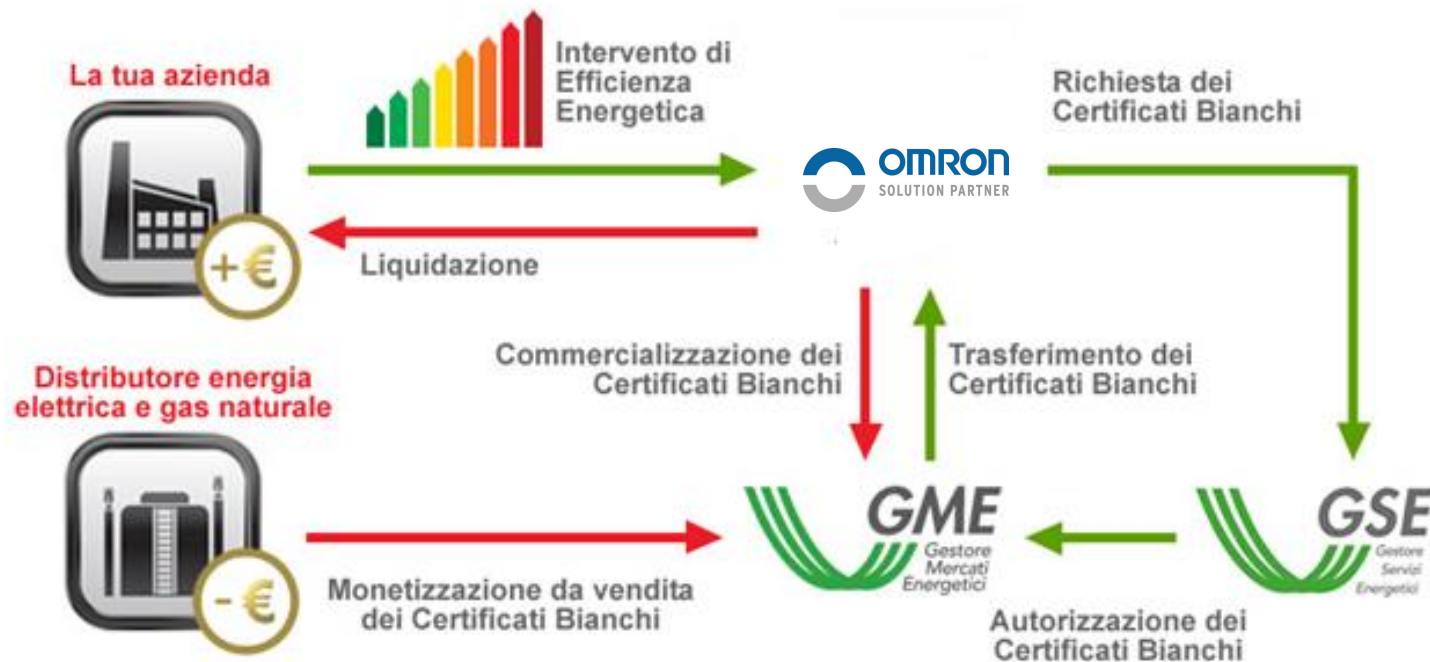 La tua azienda
+€
Intervento di
Efficienza
Energetica
OMRON
SOLUTION PARTNER
Richiesta dei
Certificati Bianchi
Liquidazione
Commercializzazione dei
Certificati Bianchi
Trasferimento dei
Certificati Bianchi
Distributore energia
elettrica e gas naturale
-€
Monetizzazione da vendita
dei Certificati Bianchi
GME
Gestore
Mercati
Energetici
GSE
Gestore
Servizi
Energetici
Autorizzazione dei
Certificati Bianchi